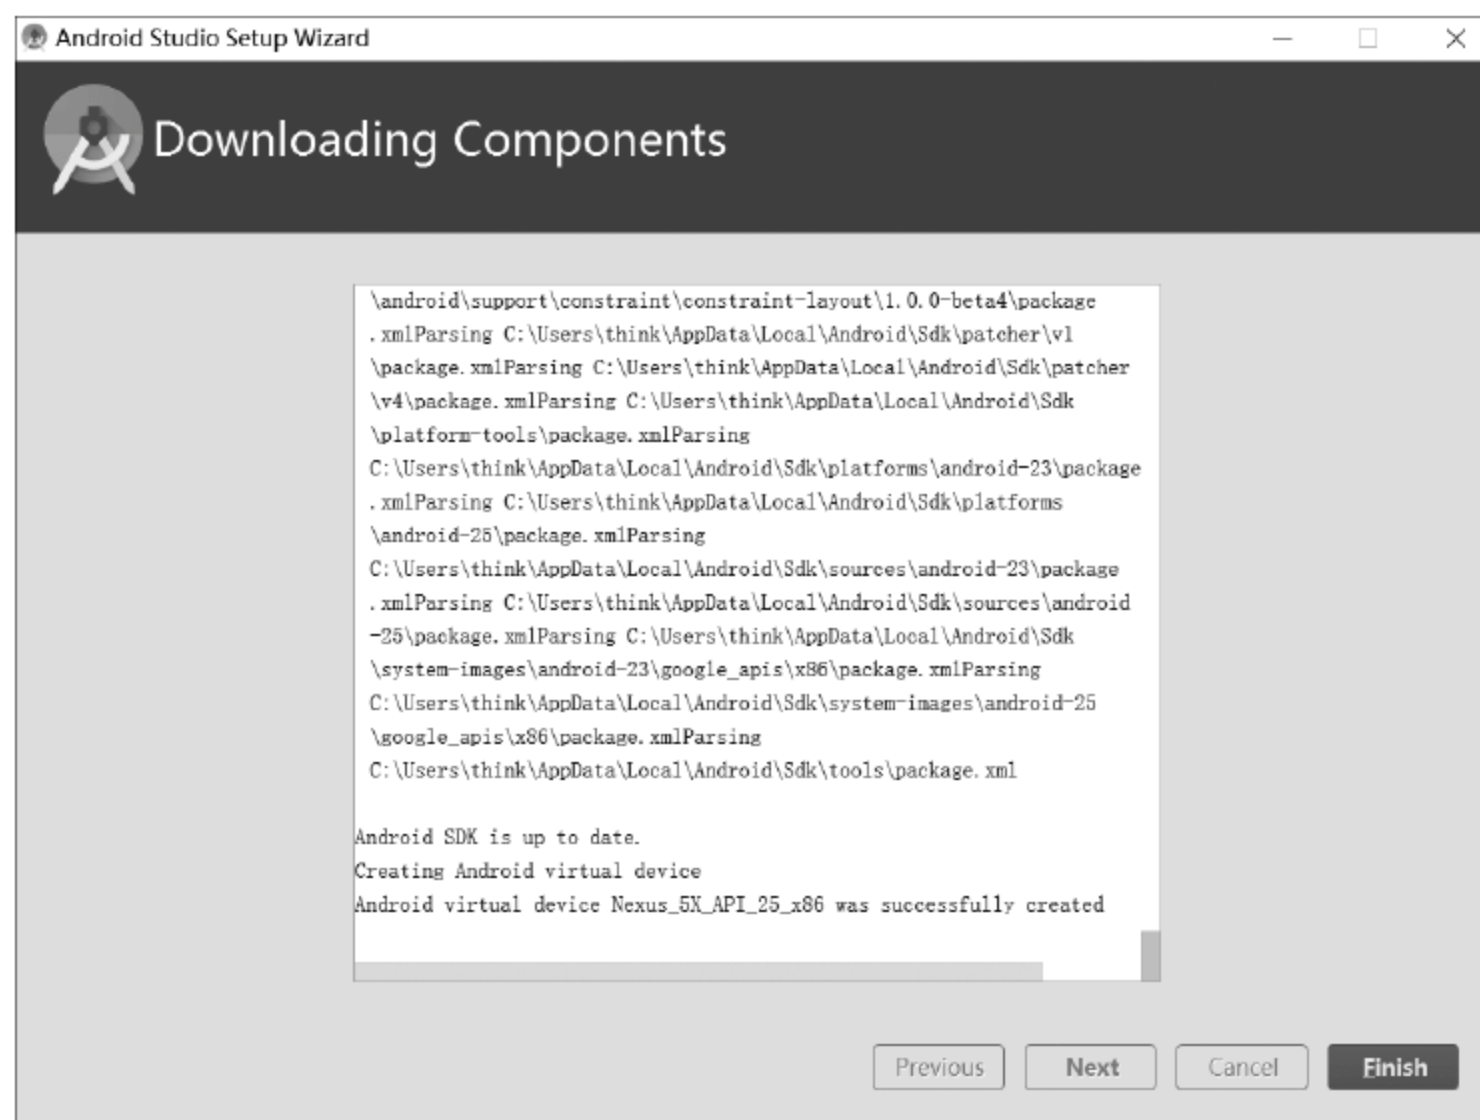 Android Studio Setup Wizard
Downloading Components
\android\support\constraint\constraint-layout\1.0.0-beta4\package
.xmlParsing C:\Users\think\AppData\Local\Android\Sdk\patcher\v1
\package.xmlParsing C:\Users\think\AppData\Local\Android\Sdk\patcher
\v4\package.xmlParsing C:\Users\think\AppData\Local\Android\Sdk
\platform-tools\package.xmlParsing
C:\Users\think\AppData\Local\Android\Sdk\platforms\android-23\package
.xmlParsing C:\Users\think\AppData\Local\Android\Sdk\platforms
\android-25\package.xmlParsing
C:\Users\think\AppData\Local\Android\Sdk\sources\android-23\package
.xmlParsing C:\Users\think\AppData\Local\Android\Sdk\sources\android
-25\package.xmlParsing C:\Users\think\AppData\Local\Android\Sdk
\system-images\android-23\google_apis\x86\package.xmlParsing
C:\Users\think\AppData\Local\Android\Sdk\system-images\android-25
\google_apis\x86\package.xmlParsing
C:\Users\think\AppData\Local\Android\Sdk\tools\package.xml
Android SDK is up to date.
Creating Android virtual device
Android virtual device Nexus_5X_API_25_x86 was successfully created
Previous Next Cancel Finish